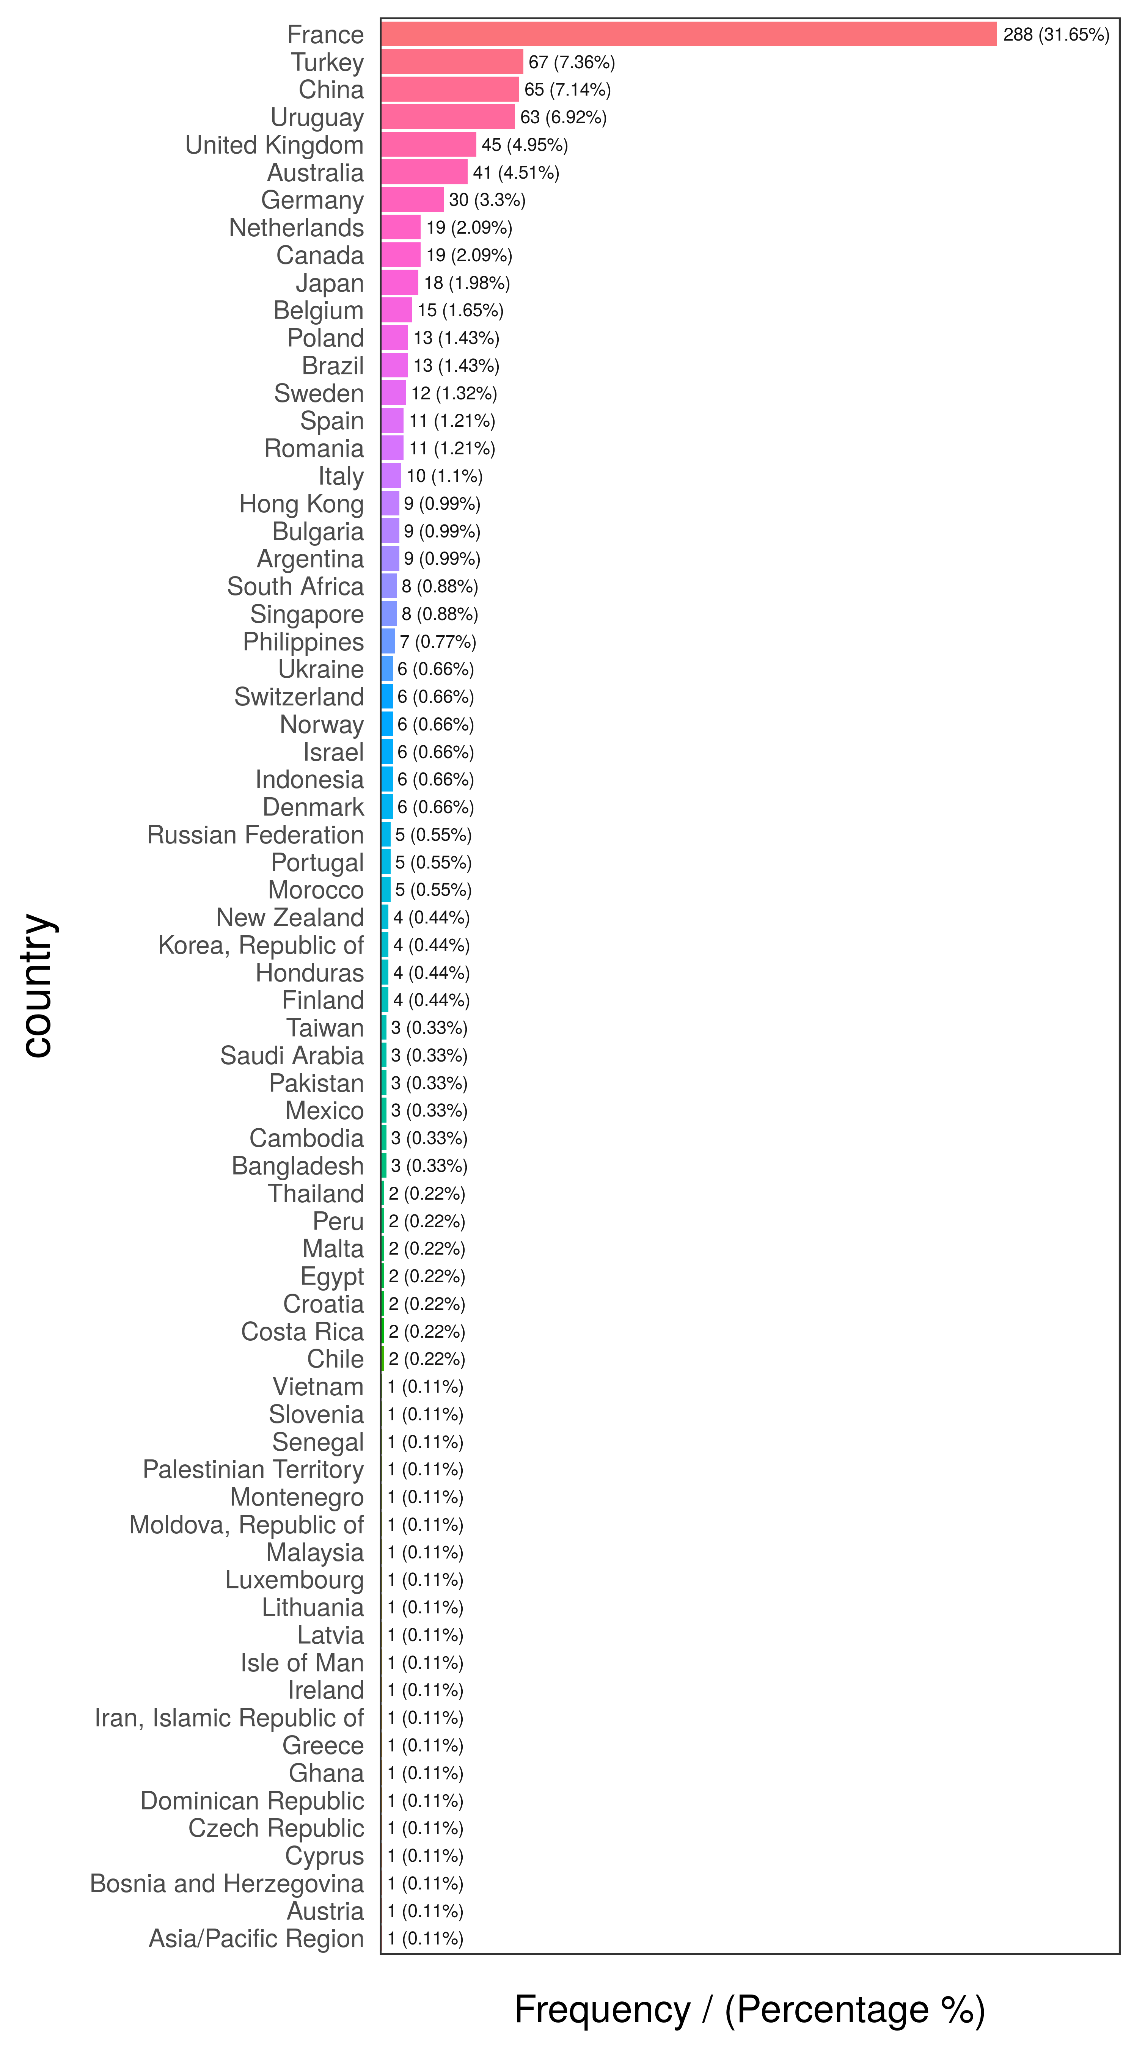 France 288 (31.65%)
Turkey 67 (7.36%)
China 65 (7.14%)
Uruguay 63 (6.92%)
United Kingdom 45 (4.95%)
Australia 41 (4.51%)
Germany 30 (3.3%)
Netherlands 19 (2.09%)
Canada 19 (2.09%)
Japan 18 (1.98%)
Belgium 15 (1.65%)
Poland 13 (1.43%)
Brazil 13 (1.43%)
Sweden 12 (1.32%)
Spain 11 (1.21%)
Romania 11 (1.21%)
Italy 10 (1.1%)
Hong Kong 9 (0.99%)
Bulgaria 9 (0.99%)
Argentina 9 (0.99%)
South Africa 8 (0.88%)
Singapore 8 (0.88%)
Philippines 7 (0.77%)
Ukraine 6 (0.66%)
Switzerland 6 (0.66%)
Norway 6 (0.66%)
Israel 6 (0.66%)
Indonesia 6 (0.66%)
Denmark 6 (0.66%)
Russian Federation 5 (0.55%)
Portugal 5 (0.55%)
Morocco 5 (0.55%)
New Zealand 4 (0.44%)
Korea, Republic of 4 (0.44%)
Honduras 4 (0.44%)
Finland 4 (0.44%)
Taiwan 3 (0.33%)
Saudi Arabia 3 (0.33%)
Pakistan 3 (0.33%)
Mexico 3 (0.33%)
Cambodia 3 (0.33%)
Bangladesh 3 (0.33%)
Thailand 2 (0.22%)
Peru 2 (0.22%)
Malta 2 (0.22%)
Egypt 2 (0.22%)
Croatia 2 (0.22%)
Costa Rica 2 (0.22%)
Chile 2 (0.22%)
Vietnam 1 (0.11%)
Slovenia 1 (0.11%)
Senegal 1 (0.11%)
Palestinian Territory 1 (0.11%)
Montenegro 1 (0.11%)
Moldova, Republic of 1 (0.11%)
Malaysia 1 (0.11%)
Luxembourg 1 (0.11%)
Lithuania 1 (0.11%)
Latvia 1 (0.11%)
Isle of Man 1 (0.11%)
Ireland 1 (0.11%)
Iran, Islamic Republic of 1 (0.11%)
Greece 1 (0.11%)
Ghana 1 (0.11%)
Dominican Republic 1 (0.11%)
Czech Republic 1 (0.11%)
Cyprus 1 (0.11%)
Bosnia and Herzegovina 1 (0.11%)
Austria 1 (0.11%)
Asia/Pacific Region 1 (0.11%)
country
Frequency / (Percentage %)